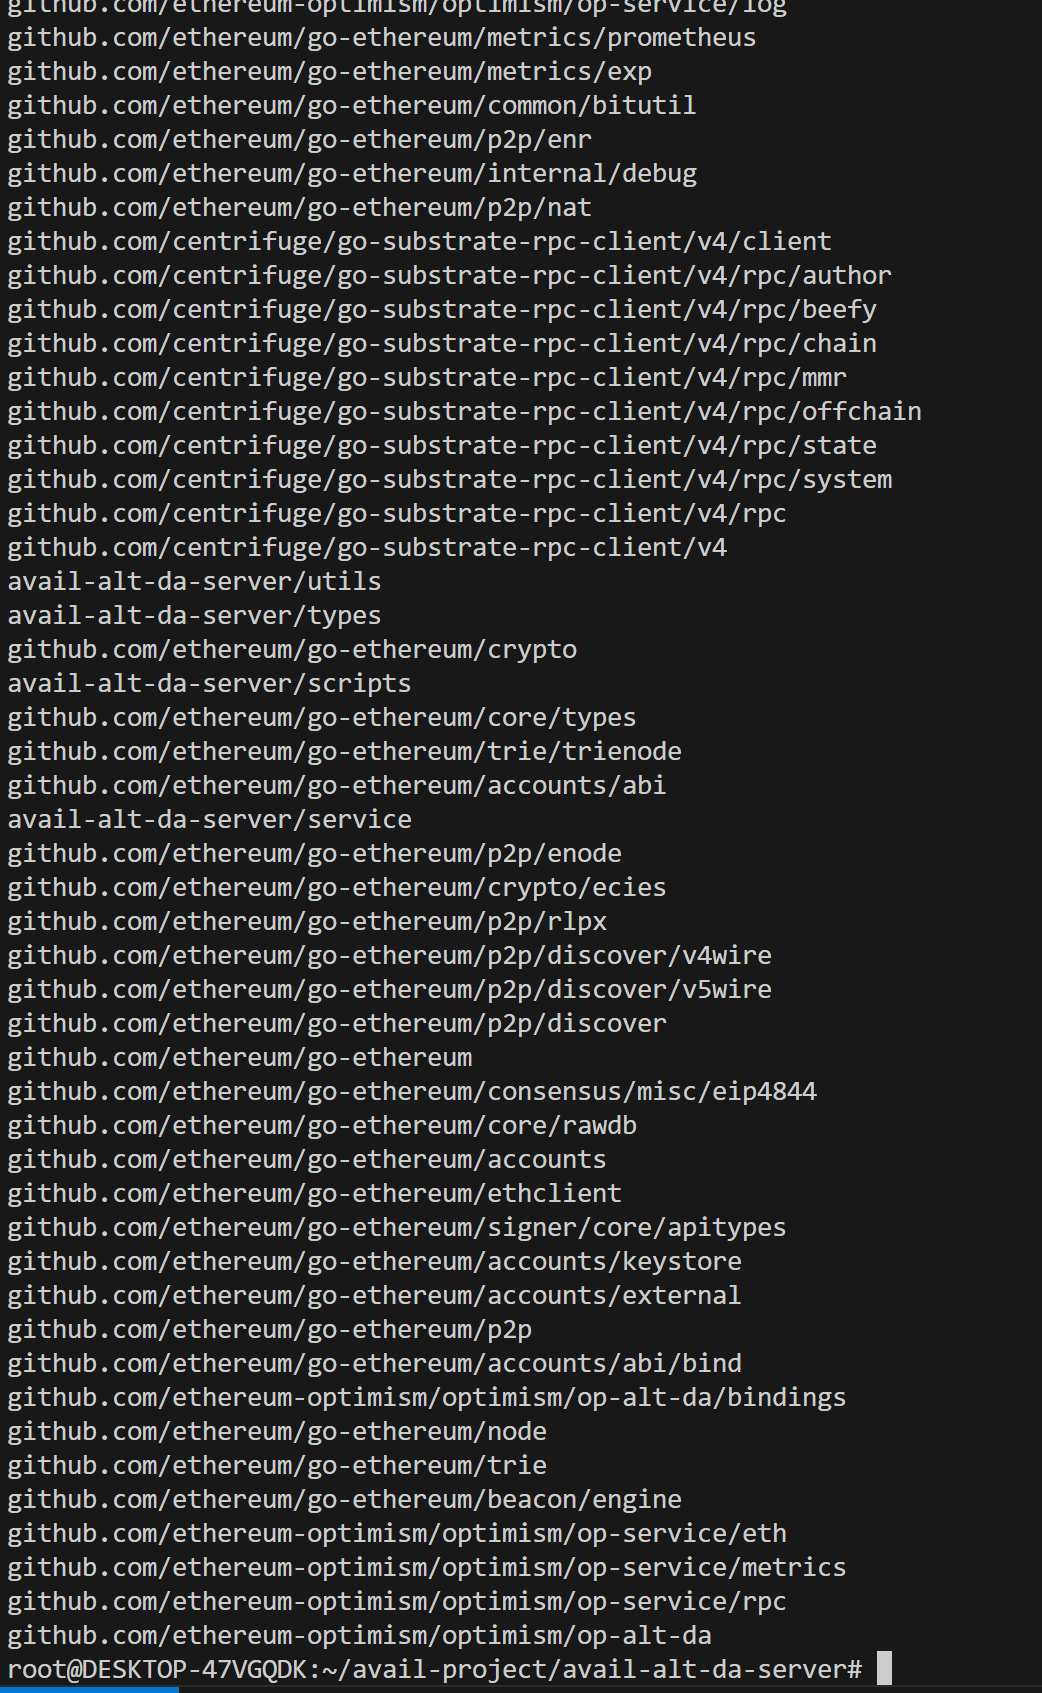 github.com/ethereum-optimism/optimism/op-service/log
github.com/ethereum/go-ethereum/metrics/prometheus
github.com/ethereum/go-ethereum/metrics/exp
github.com/ethereum/go-ethereum/common/bitutil
github.com/ethereum/go-ethereum/p2p/enr
github.com/ethereum/go-ethereum/internal/debug
github.com/ethereum/go-ethereum/p2p/nat
github.com/centrifuge/go-substrate-rpc-client/v4/client
github.com/centrifuge/go-substrate-rpc-client/v4/rpc/author
github.com/centrifuge/go-substrate-rpc-client/v4/rpc/beefy
github.com/centrifuge/go-substrate-rpc-client/v4/rpc/chain
github.com/centrifuge/go-substrate-rpc-client/v4/rpc/mmr
github.com/centrifuge/go-substrate-rpc-client/v4/rpc/offchain
github.com/centrifuge/go-substrate-rpc-client/v4/rpc/state
github.com/centrifuge/go-substrate-rpc-client/v4/rpc/system
github.com/centrifuge/go-substrate-rpc-client/v4/rpc
github.com/centrifuge/go-substrate-rpc-client/v4
avail-alt-da-server/utils
avail-alt-da-server/types
github.com/ethereum/go-ethereum/crypto
avail-alt-da-server/scripts
github.com/ethereum/go-ethereum/core/types
github.com/ethereum/go-ethereum/trie/trienode
github.com/ethereum/go-ethereum/accounts/abi
avail-alt-da-server/service
github.com/ethereum/go-ethereum/p2p/enode
github.com/ethereum/go-ethereum/crypto/ecies
github.com/ethereum/go-ethereum/p2p/rlpx
github.com/ethereum/go-ethereum/p2p/discover/v4wire
github.com/ethereum/go-ethereum/p2p/discover/v5wire
github.com/ethereum/go-ethereum/p2p/discover
github.com/ethereum/go-ethereum
github.com/ethereum/go-ethereum/consensus/misc/eip4844
github.com/ethereum/go-ethereum/core/rawdb
github.com/ethereum/go-ethereum/accounts
github.com/ethereum/go-ethereum/ethclient
github.com/ethereum/go-ethereum/signer/core/apitypes
github.com/ethereum/go-ethereum/accounts/keystore
github.com/ethereum/go-ethereum/accounts/external
github.com/ethereum/go-ethereum/p2p
github.com/ethereum/go-ethereum/accounts/abi/bind
github.com/ethereum-optimism/optimism/op-alt-da/bindings
github.com/ethereum/go-ethereum/node
github.com/ethereum/go-ethereum/trie
github.com/ethereum/go-ethereum/beacon/engine
github.com/ethereum-optimism/optimism/op-service/eth
github.com/ethereum-optimism/optimism/op-service/metrics
github.com/ethereum-optimism/optimism/op-service/rpc
github.com/ethereum-optimism/optimism/op-alt-da
root@DESKTOP-47VGQDK:~/avail-project/avail-alt-da-server#